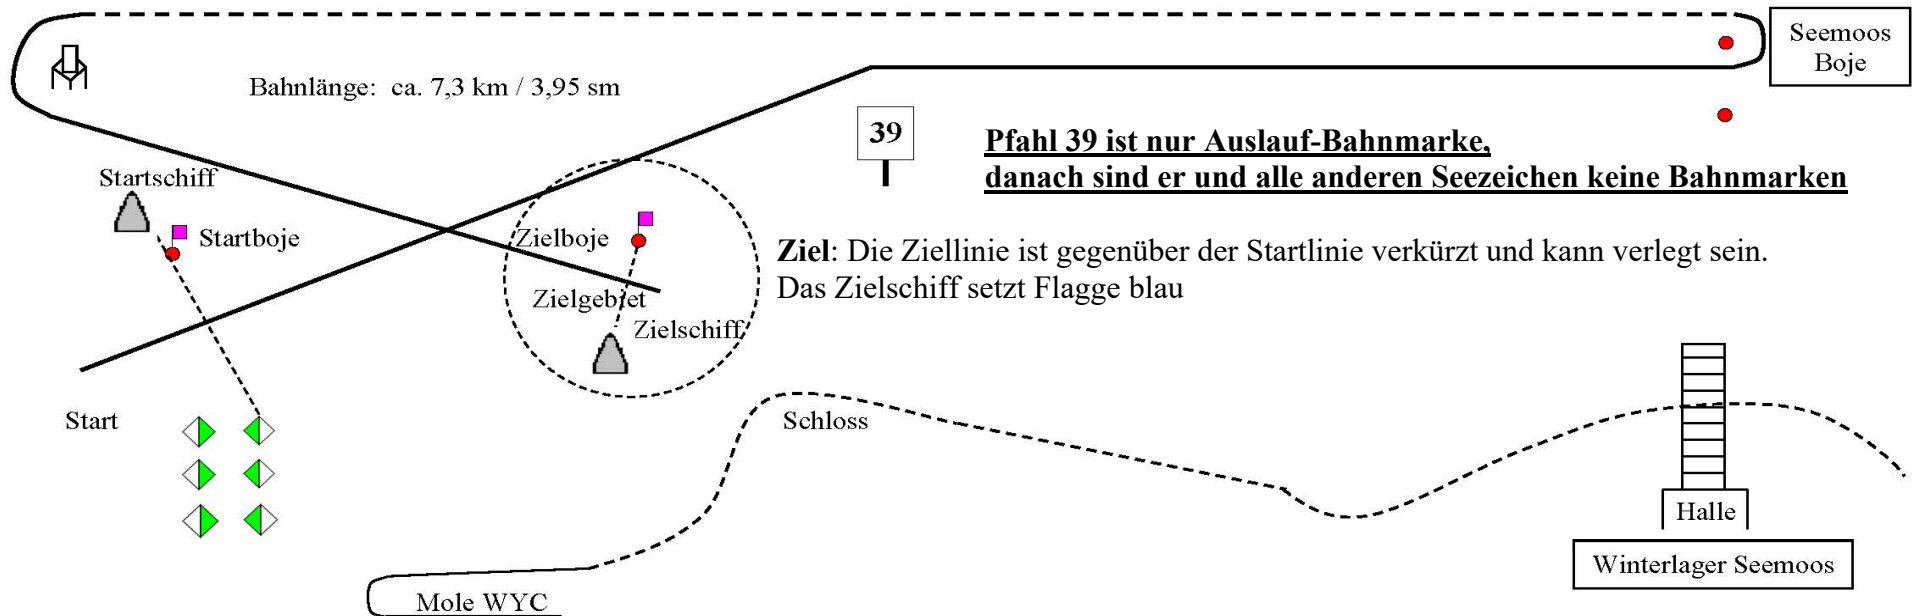 Seemoos
Boje
Bahnlänge: ca. 7,3 km / 3,95 sm
39
Pfahl 39 ist nur Auslauf-Bahnmarke,
danach sind er und alle anderen Seezeichen keine Bahnmarken
Startschiff
Startboje
Zielboje
Ziel: Die Ziellinie ist gegenüber der Startlinie verkürzt und kann verlegt sein.
Das Zielschiff setzt Flagge blau
Zielgebiet
Zielschiff
Start
Schloss
Halle
Winterlager Seemoos
Mole WYC